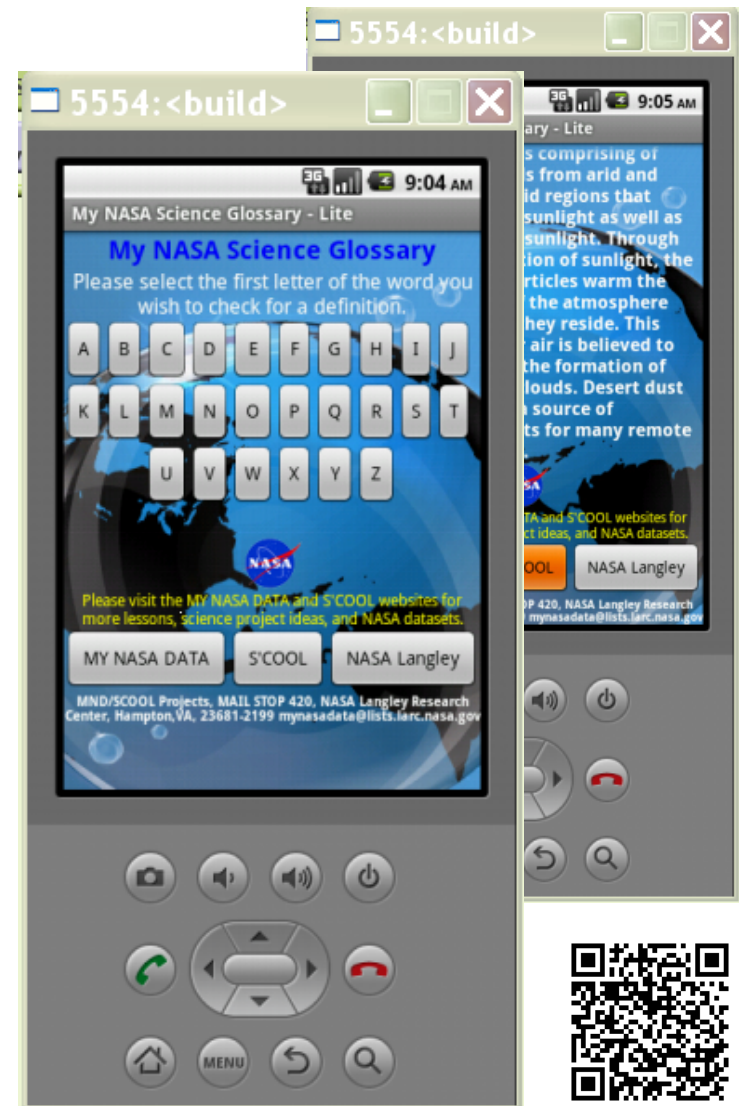 5554:<build>
3G 9:05 AM
ary - Lite
s comprising of
s from arid and
id regions that
sunlight as well as
sunlight. Through
tion of sunlight, the
rticles warm the
the atmosphere
hey reside. This
air is believed to
the formation of
louds. Desert dust
source of
ts for many remote
TA and S'COOL websites for
ct ideas, and NASA datasets.
OOL NASA Langley
OP 420, NASA Langley Research
mynasadata@lists.larc.nasa.gov
5554:<build>
3G 9:04 AM
My NASA Science Glossary - Lite
My NASA Science Glossary
Please select the first letter of the word you
wish to check for a definition.
A B C D E F G H I J
K L M N O P Q R S T
U V W X Y Z
NASA
Please visit the MY NASA DATA and S'COOL websites for
more lessons, science project ideas, and NASA datasets.
MY NASA DATA S'COOL NASA Langley
MND/SCOOL Projects, MAIL STOP 420, NASA Langley Research
Center, Hampton,VA, 23681-2199 mynasadata@lists.larc.nasa.gov
MENU